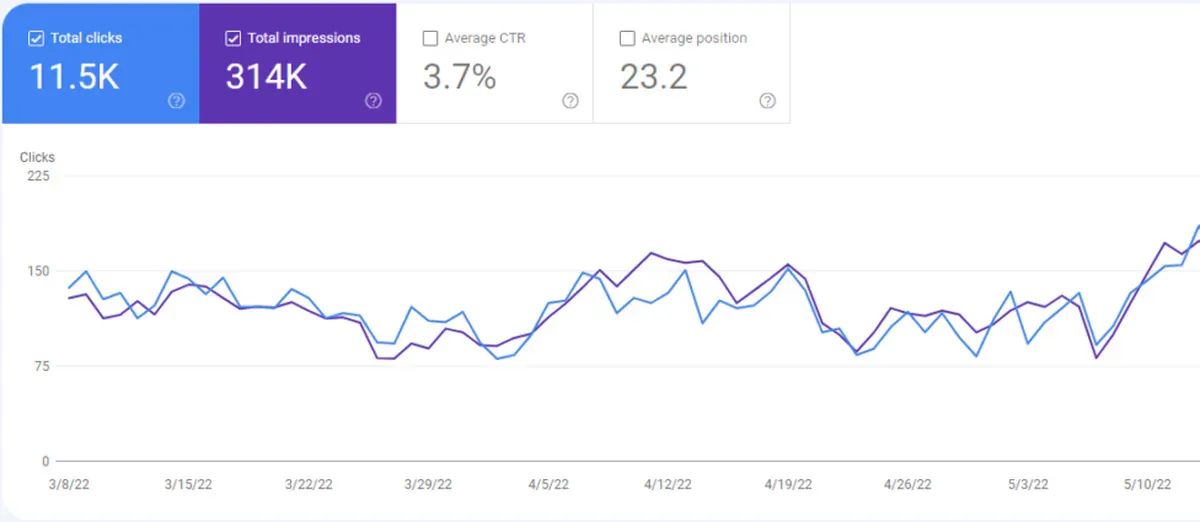 Total clicks
11.5K
Total impressions
314K
Average CTR
3.7%
Average position
23.2
Clicks
225
150
75
0
3/8/22 3/15/22 3/22/22 3/29/22 4/5/22 4/12/22 4/19/22 4/26/22 5/3/22 5/10/22